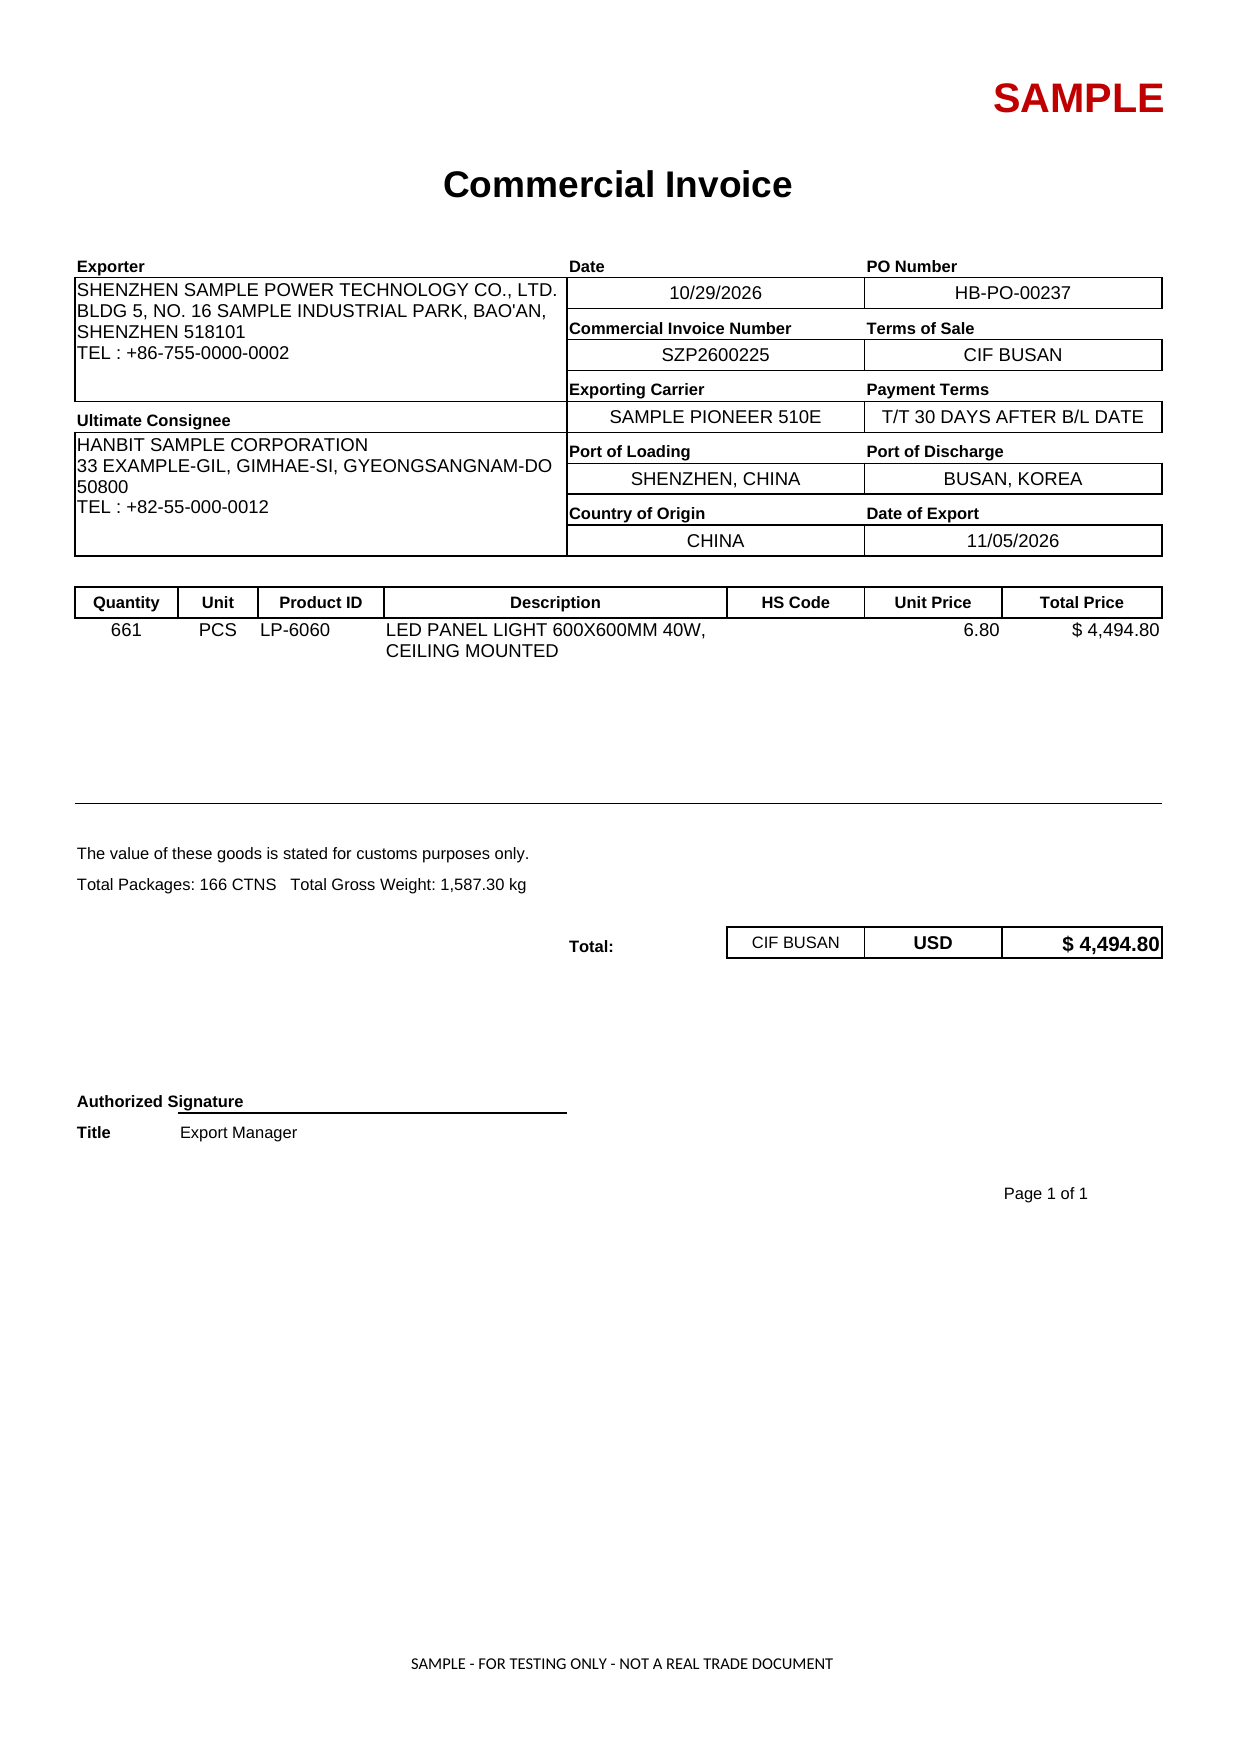 SAMPLE
Commercial Invoice
Exporter
SHENZHEN SAMPLE POWER TECHNOLOGY CO., LTD.
BLDG 5, NO. 16 SAMPLE INDUSTRIAL PARK, BAO'AN,
SHENZHEN 518101
TEL : +86-755-0000-0002
Ultimate Consignee
HANBIT SAMPLE CORPORATION
33 EXAMPLE-GIL, GIMHAE-SI, GYEONGSANGNAM-DO
50800
TEL : +82-55-000-0012
Date PO Number
10/29/2026 HB-PO-00237
Commercial Invoice Number Terms of Sale
SZP2600225 CIF BUSAN
Exporting Carrier Payment Terms
SAMPLE PIONEER 510E T/T 30 DAYS AFTER B/L DATE
Port of Loading Port of Discharge
SHENZHEN, CHINA BUSAN, KOREA
Country of Origin Date of Export
CHINA 11/05/2026
Quantity Unit Product ID Description HS Code Unit Price Total Price
661 PCS LP-6060 LED PANEL LIGHT 600X600MM 40W, 6.80 $ 4,494.80
CEILING MOUNTED
The value of these goods is stated for customs purposes only.
Total Packages: 166 CTNS Total Gross Weight: 1,587.30 kg
Total: CIF BUSAN USD $ 4,494.80
Authorized Signature
Title Export Manager
Page 1 of 1
SAMPLE - FOR TESTING ONLY - NOT A REAL TRADE DOCUMENT